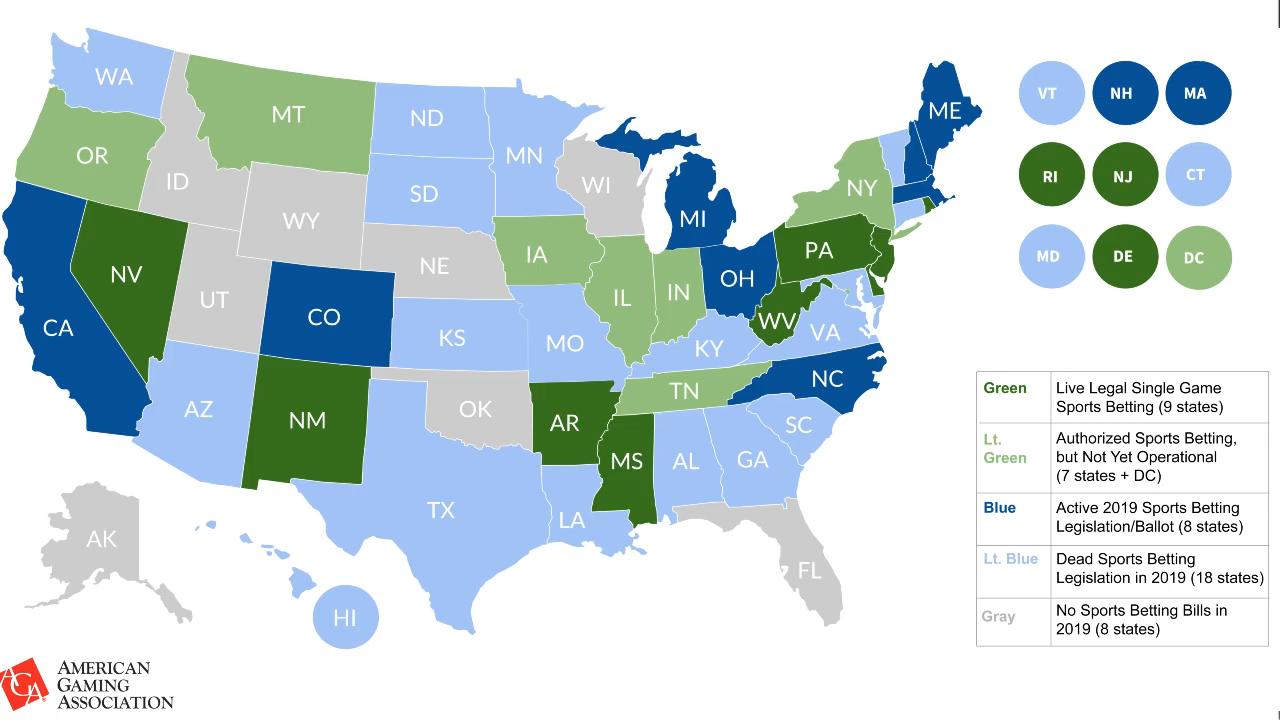 WA
MT
ND
MN
ME
VT
NH
MA
OR
ID
WY
SD
WI
MI
NY
RI
NJ
CT
NV
UT
NE
IA
IL
IN
OH
PA
MD
DE
DC
CA
CO
KS
MO
KY
WV
VA
AZ
NM
OK
AR
TN
NC
TX
LA
MS
AL
GA
SC
AK
HI
FL
Green
Live Legal Single Game
Sports Betting (9 states)
Lt.
Green
Authorized Sports Betting,
but Not Yet Operational
(7 states + DC)
Blue
Active 2019 Sports Betting
Legislation/Ballot (8 states)
Lt. Blue
Dead Sports Betting
Legislation in 2019 (18 states)
Gray
No Sports Betting Bills in
2019 (8 states)
AGA
AMERICAN
GAMING
ASSOCIATION